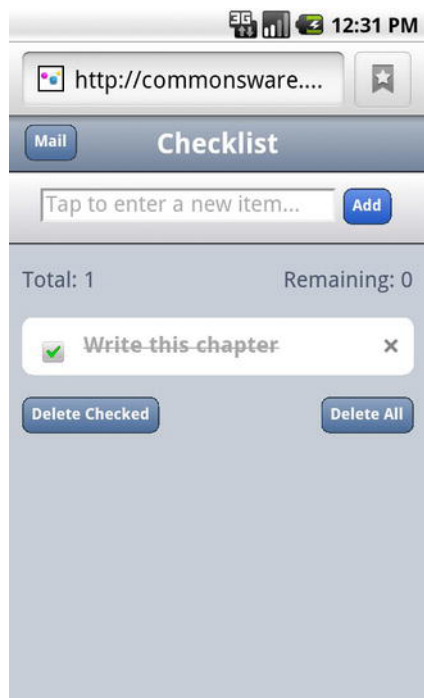 3G 12:31 PM
http://commonsware....
Mail Checklist
Tap to enter a new item... Add
Total: 1 Remaining: 0
Write this chapter ×
Delete Checked Delete All